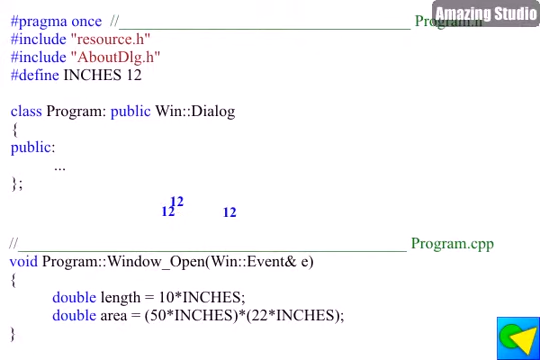 Amazing Studio
#pragma once //_____________________________________ Program.h
#include "resource.h"
#include "AboutDlg.h"
#define INCHES 12
class Program: public Win::Dialog
{
public:
...
};
12
12 12
//_________________________________________________ Program.cpp
void Program::Window_Open(Win::Event& e)
{
double length = 10*INCHES;
double area = (50*INCHES)*(22*INCHES);
}